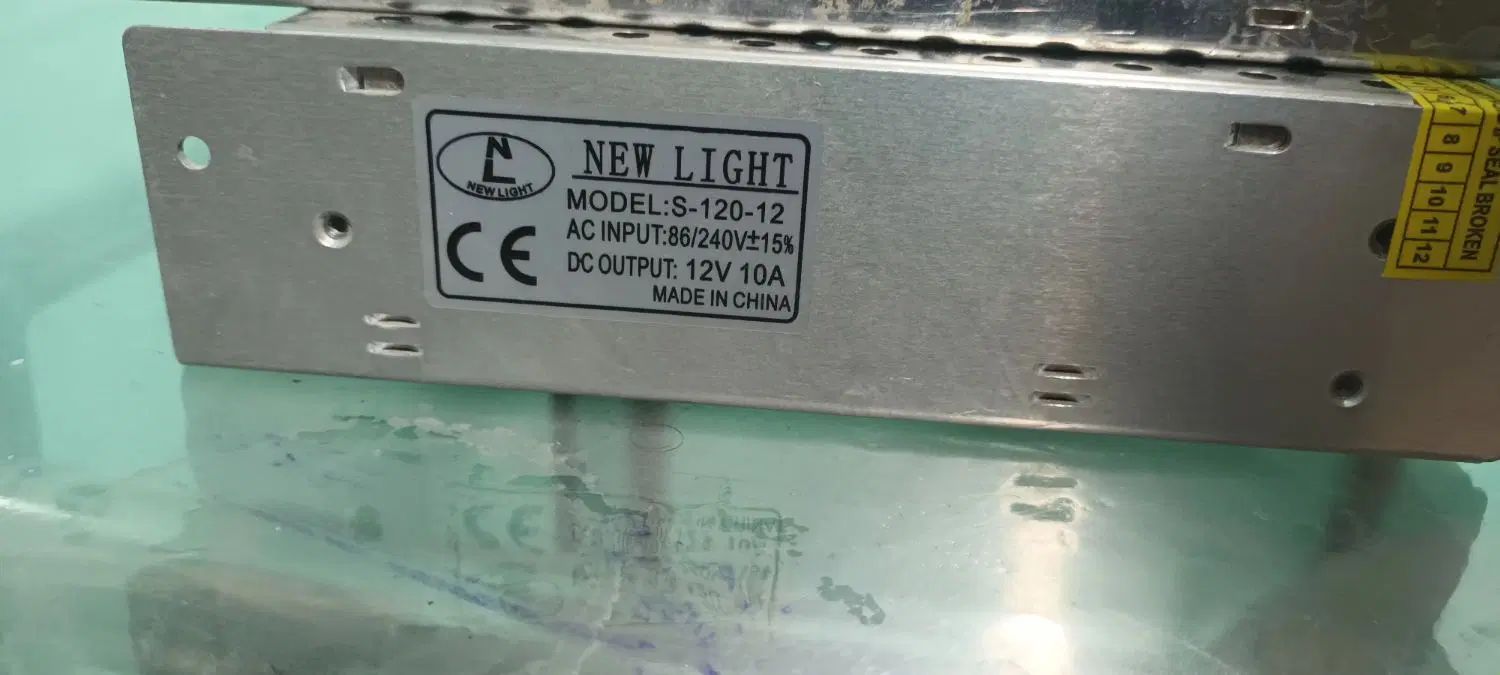 NL
NEW LIGHT
NEW LIGHT
MODEL:S-120-12
AC INPUT:86/240V±15%
DC OUTPUT: 12V 10A
MADE IN CHINA
CE
SEAL BROKEN
7
8
9
10
11
12